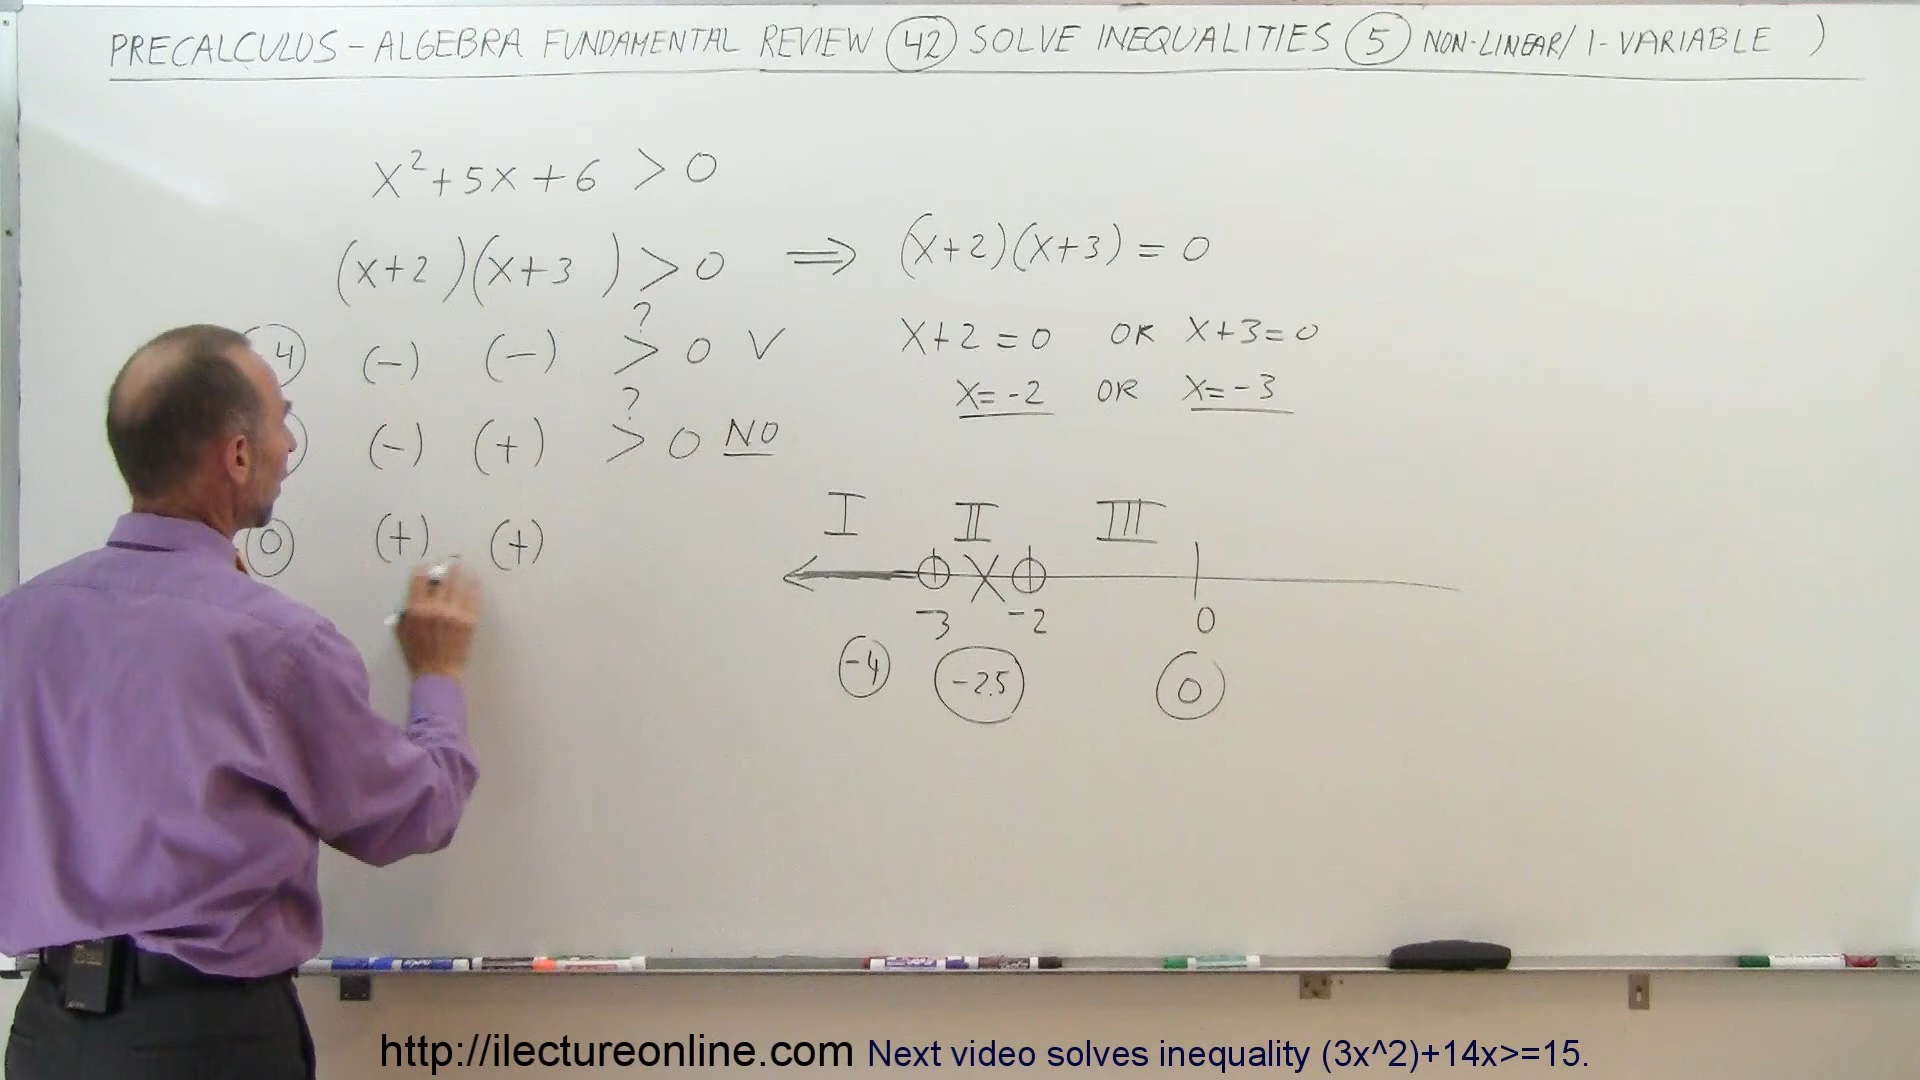 PRECALCULUS - ALGEBRA FUNDAMENTAL REVIEW 42 SOLVE INEQUALITIES 5 NON-LINEAR/1-VARIABLE )
x²+5x+6 > 0
(x+2)(x+3) > 0 ⟹ (x+2)(x+3) = 0
?
4 (-) (-) > 0 V
x+2=0 OR x+3=0
?
x=-2 OR x=-3
(-) (+) > 0 NO
0 (+) (+)
I II III
X
-3 -2 0
-4 -2.5 0
http://ilectureonline.com Next video solves inequality (3x^2)+14x>=15.